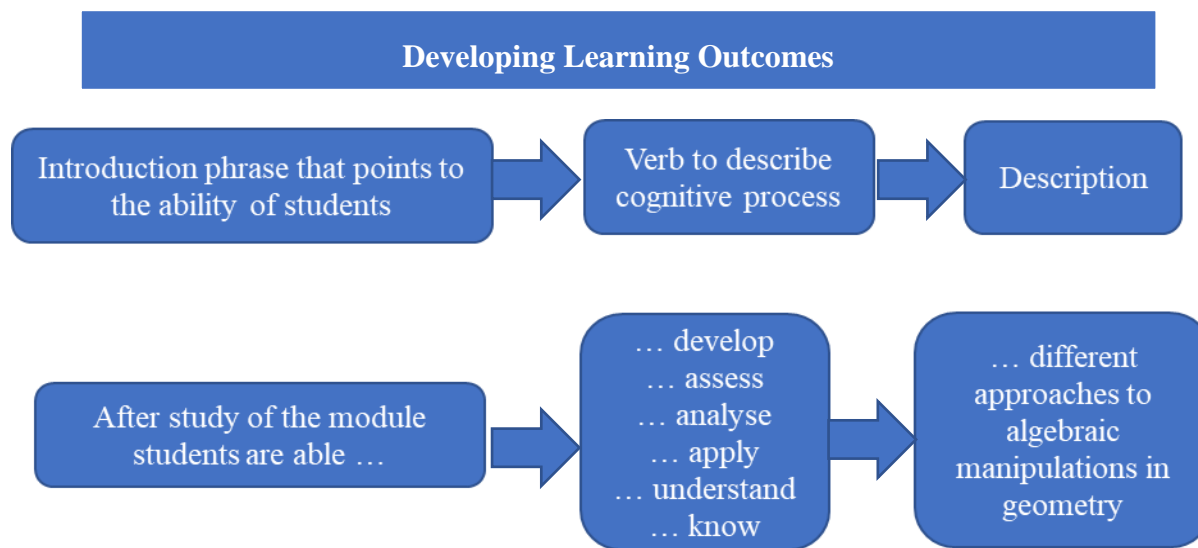 Developing Learning Outcomes
Introduction phrase that points to
the ability of students
Verb to describe
cognitive process
Description
After study of the module
students are able …
… develop
… assess
… analyse
… apply
… understand
… know
… different
approaches to
algebraic
manipulations in
geometry